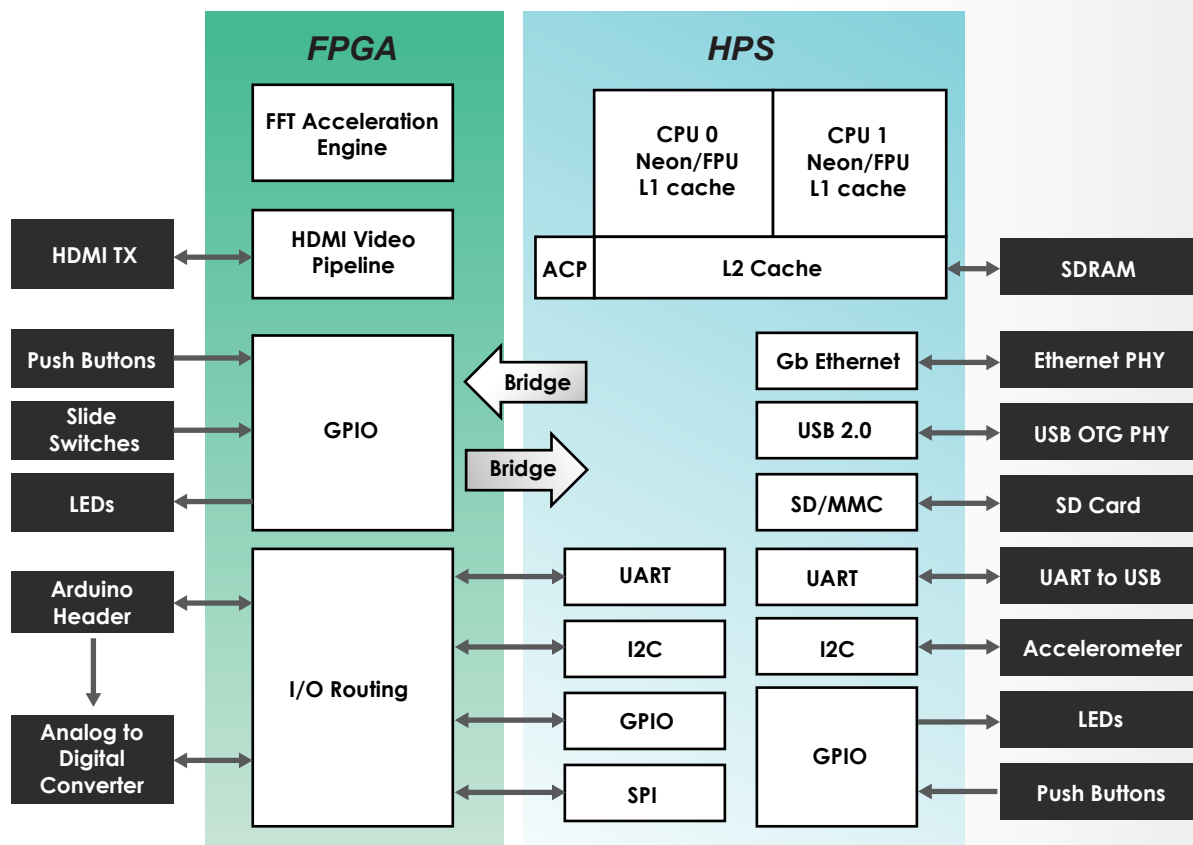 FPGA
HPS
FFT Acceleration
Engine
CPU 0
Neon/FPU
L1 cache
CPU 1
Neon/FPU
L1 cache
HDMI TX
HDMI Video
Pipeline
ACP
L2 Cache
SDRAM
Push Buttons
Slide
Switches
LEDs
GPIO
Bridge
Bridge
Gb Ethernet
Ethernet PHY
USB 2.0
USB OTG PHY
SD/MMC
SD Card
Arduino
Header
Analog to
Digital
Converter
I/O Routing
UART
I2C
GPIO
SPI
UART
UART to USB
I2C
Accelerometer
GPIO
LEDs
Push Buttons